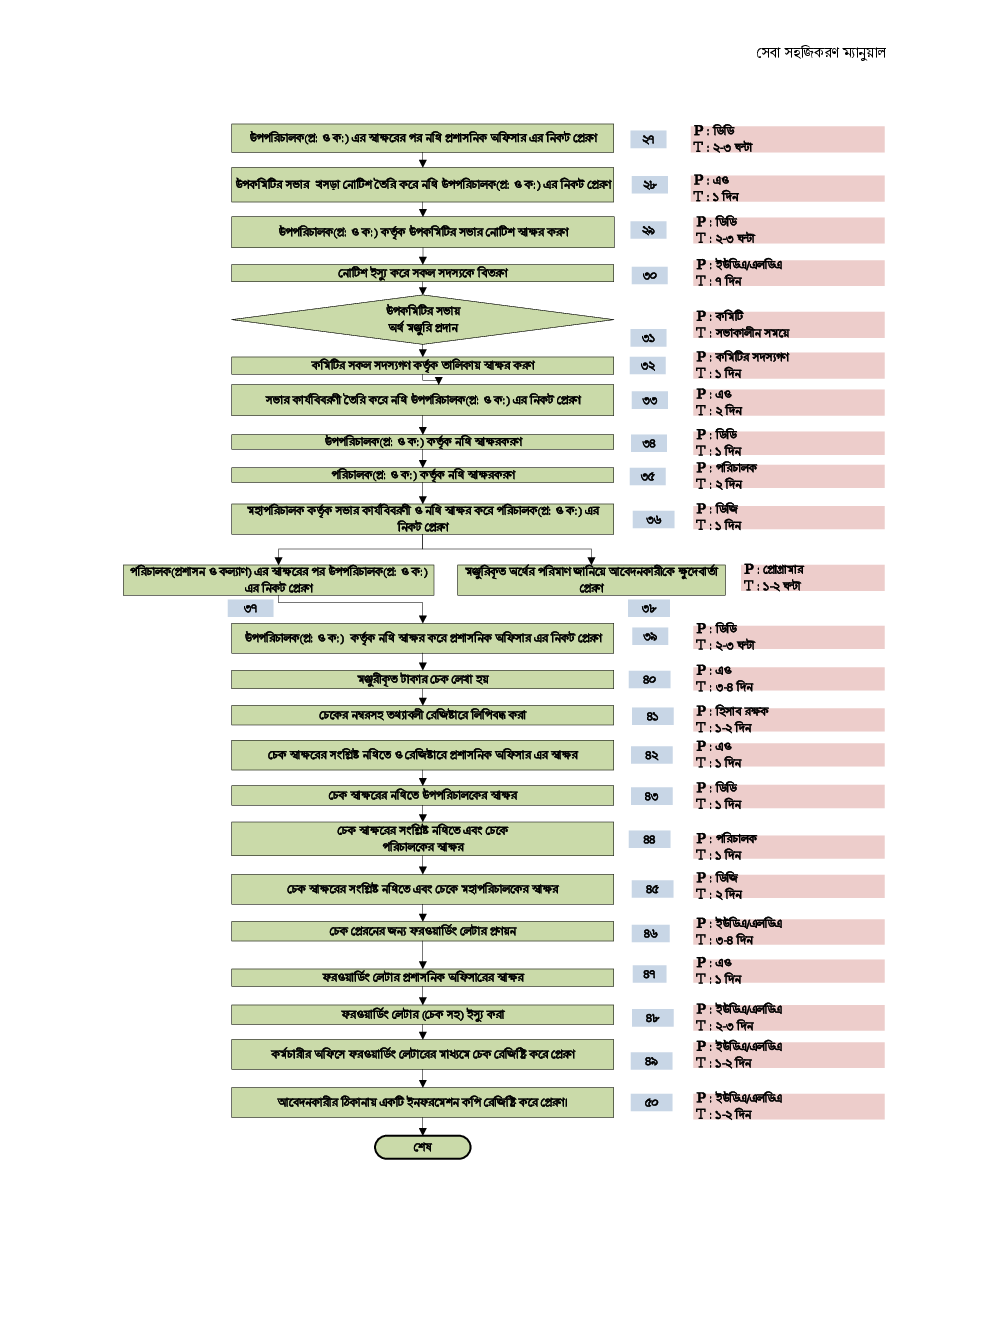 সেবা সহজিকরণ ম্যানুয়াল
উপপরিচালক(প্র: ও ক:) এর স্বাক্ষরের পর নথি প্রশাসনিক অফিসার এর নিকট প্রেরণ
২৭
P : ডিডি
T : ২-৩ ঘন্টা
উপকমিটির সভার খসড়া নোটিশ তৈরি করে নথি উপপরিচালক(প্র: ও ক:) এর নিকট প্রেরণ
২৮
P : এও
T : ১ দিন
উপপরিচালক(প্র: ও ক:) কর্তৃক উপকমিটির সভার নোটিশ স্বাক্ষর করণ
২৯
P : ডিডি
T : ২-৩ ঘন্টা
নোটিশ ইস্যু করে সকল সদস্যকে বিতরণ
৩০
P : ইউডিএ/এলডিএ
T : ৭ দিন
উপকমিটির সভায়
অর্থ মঞ্জুরি প্রদান
৩১
P : কমিটি
T : সভাকালীন সময়ে
কমিটির সকল সদস্যগণ কর্তৃক তালিকায় স্বাক্ষর করণ
৩২
P : কমিটির সদস্যগণ
T : ১ দিন
সভার কার্যবিবরণী তৈরি করে নথি উপপরিচালক(প্র: ও ক:) এর নিকট প্রেরণ
৩৩
P : এও
T : ২ দিন
উপপরিচালক(প্র: ও ক:) কর্তৃক নথি স্বাক্ষরকরণ
৩৪
P : ডিডি
T : ১ দিন
পরিচালক(প্র: ও ক:) কর্তৃক নথি স্বাক্ষরকরণ
৩৫
P : পরিচালক
T : ২ দিন
মহাপরিচালক কর্তৃক সভার কার্যবিবরণী ও নথি স্বাক্ষর করে পরিচালক(প্র: ও ক:) এর
নিকট প্রেরণ
৩৬
P : ডিজি
T : ১ দিন
পরিচালক(প্রশাসন ও কল্যাণ) এর স্বাক্ষরের পর উপপরিচালক(প্র: ও ক:)
এর নিকট প্রেরণ
৩৭
মঞ্জুরিকৃত অর্থের পরিমাণ জানিয়ে আবেদনকারীকে ক্ষুদেবার্তা
প্রেরণ
৩৮
P : প্রোগ্রামার
T : ১-২ ঘন্টা
উপপরিচালক(প্র: ও ক:) কর্তৃক নথি স্বাক্ষর করে প্রশাসনিক অফিসার এর নিকট প্রেরণ
৩৯
P : ডিডি
T : ২-৩ ঘন্টা
মঞ্জুরীকৃত টাকার চেক লেখা হয়
৪০
P : এও
T : ৩-৪ দিন
চেকের নম্বরসহ তথ্যাবলী রেজিষ্টারে লিপিবদ্ধ করা
৪১
P : হিসাব রক্ষক
T : ১-২ দিন
চেক স্বাক্ষরের সংশ্লিষ্ট নথিতে ও রেজিষ্টারে প্রশাসনিক অফিসার এর স্বাক্ষর
৪২
P : এও
T : ১ দিন
চেক স্বাক্ষরের নথিতে উপপরিচালকের স্বাক্ষর
৪৩
P : ডিডি
T : ১ দিন
চেক স্বাক্ষরের সংশ্লিষ্ট নথিতে এবং চেকে
পরিচালকের স্বাক্ষর
৪৪
P : পরিচালক
T : ১ দিন
চেক স্বাক্ষরের সংশ্লিষ্ট নথিতে এবং চেকে মহাপরিচালকের স্বাক্ষর
৪৫
P : ডিজি
T : ২ দিন
চেক প্রেরনের জন্য ফরওয়ার্ডিং লেটার প্রণয়ন
৪৬
P : ইউডিএ/এলডিএ
T : ৩-৪ দিন
ফরওয়ার্ডিং লেটার প্রশাসনিক অফিসারের স্বাক্ষর
৪৭
P : এও
T : ১ দিন
ফরওয়ার্ডিং লেটার (চেক সহ) ইস্যু করা
৪৮
P : ইউডিএ/এলডিএ
T : ২-৩ দিন
কর্মচারীর অফিসে ফরওয়ার্ডিং লেটারের মাধ্যমে চেক রেজিষ্ট্রি করে প্রেরণ
৪৯
P : ইউডিএ/এলডিএ
T : ১-২ দিন
আবেদনকারীর ঠিকানায় একটি ইনফরমেশন কপি রেজিষ্ট্রি করে প্রেরণ।
৫০
P : ইউডিএ/এলডিএ
T : ১-২ দিন
শেষ